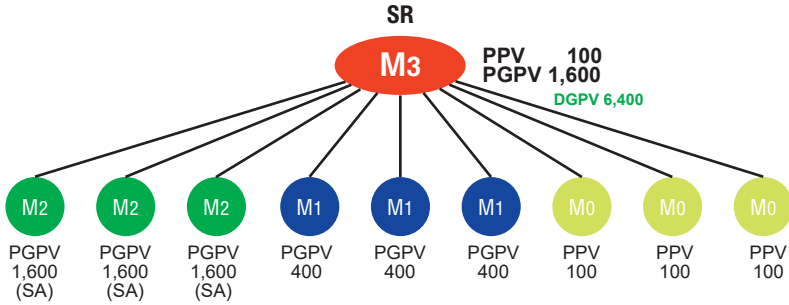 SR
M3
PPV 100
PGPV 1,600
DGPV 6,400
M2 M2 M2 M1 M1 M1 M0 M0 M0
PGPV PGPV PGPV PGPV PGPV PGPV PPV PPV PPV
1,600 1,600 1,600 400 400 400 100 100 100
(SA) (SA) (SA)